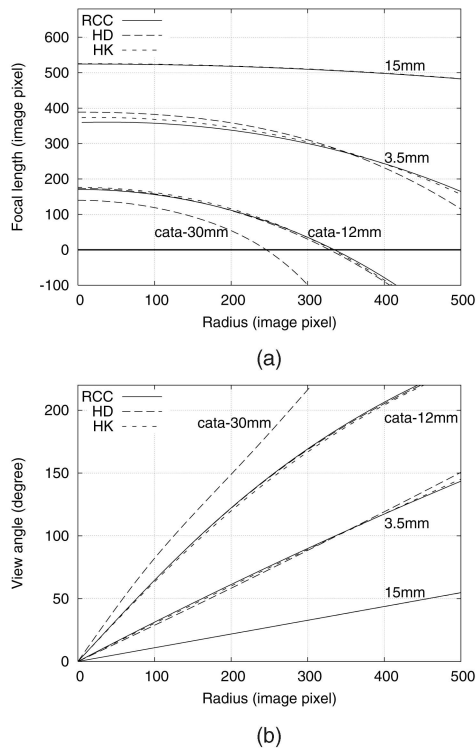 RCC
HD
HK
600
500
400
300
200
100
0
-100
Focal length (image pixel)
15mm
3.5mm
cata-30mm
cata-12mm
0 100 200 300 400 500
Radius (image pixel)
(a)
RCC
HD
HK
200
150
100
50
0
View angle (degree)
cata-30mm
cata-12mm
3.5mm
15mm
0 100 200 300 400 500
Radius (image pixel)
(b)